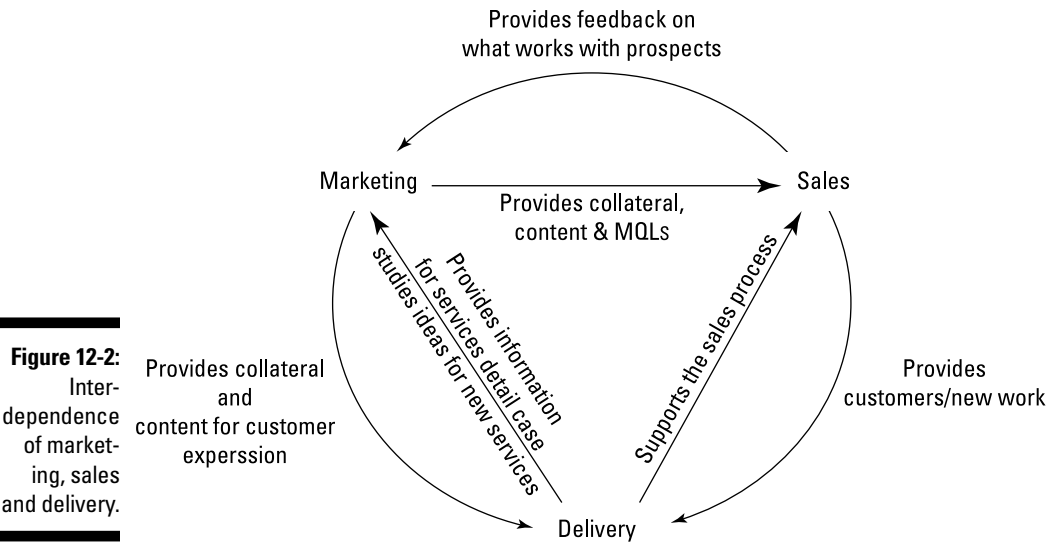 Provides feedback on
what works with prospects
Marketing
Sales
Provides collateral,
content & MQLs
Provides information
for services detail case
studies ideas for new services
Supports the sales process
Provides collateral
and
content for customer
experssion
Provides
customers/new work
Delivery
Figure 12-2:
Inter-
dependence
of market-
ing, sales
and delivery.